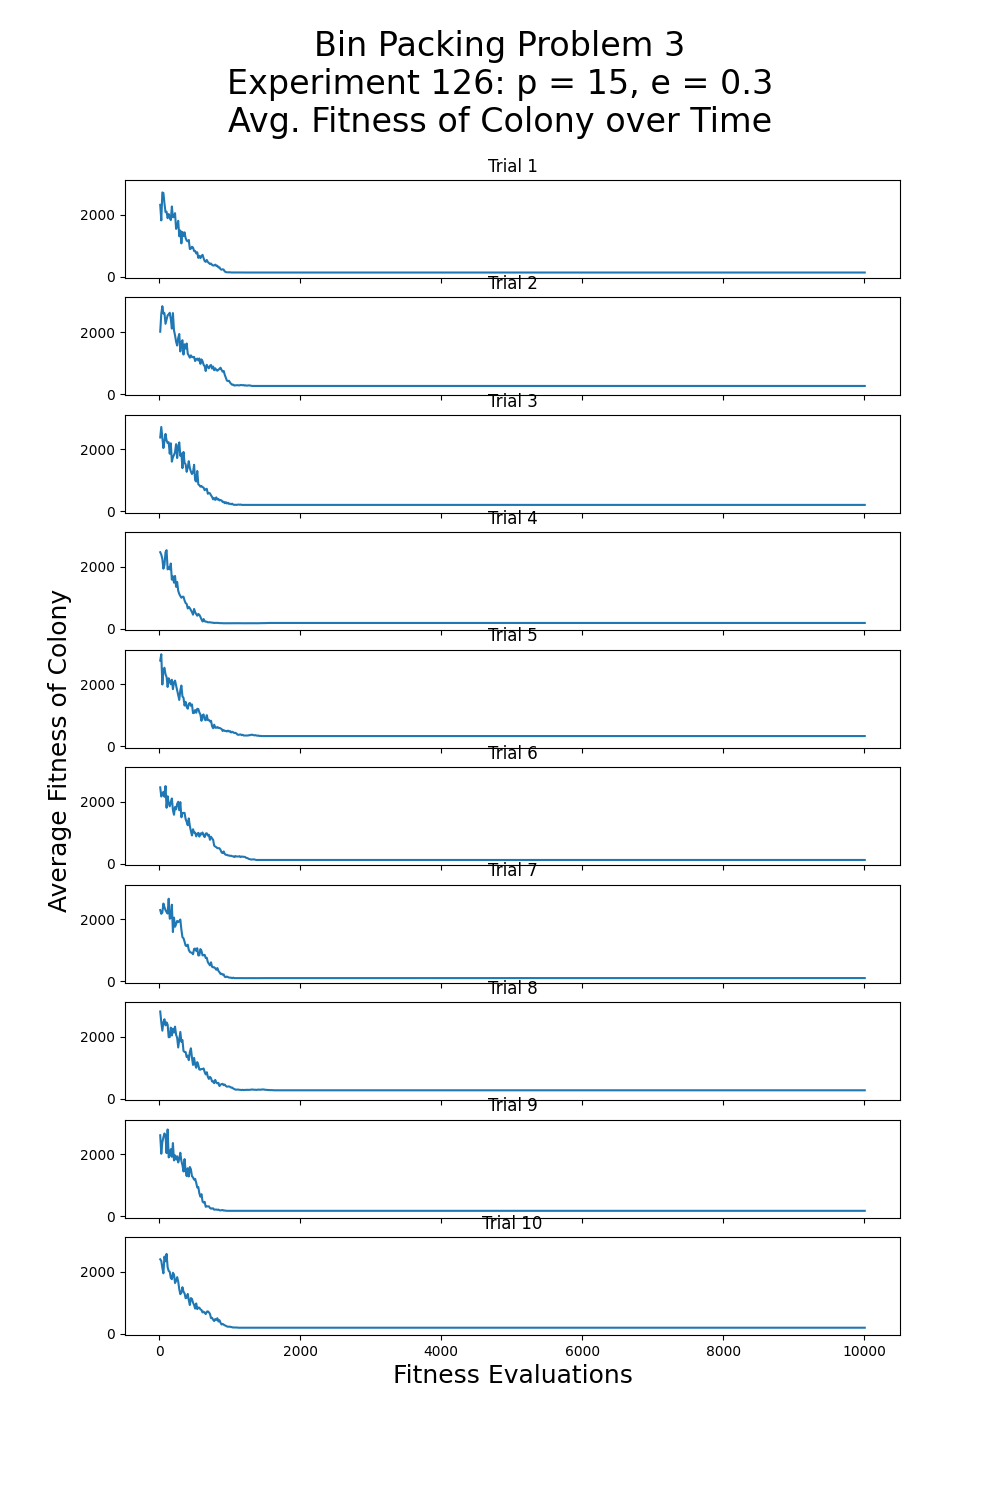 Bin Packing Problem 3
Experiment 126: p = 15, e = 0.3
Avg. Fitness of Colony over Time
Trial 1
2000
0
Trial 2
2000
0
Trial 3
2000
0
Trial 4
2000
0
Trial 5
2000
0
Trial 6
2000
0
Trial 7
2000
0
Trial 8
2000
0
Trial 9
2000
0
Trial 10
2000
0
0 2000 4000 6000 8000 10000
Fitness Evaluations
Average Fitness of Colony